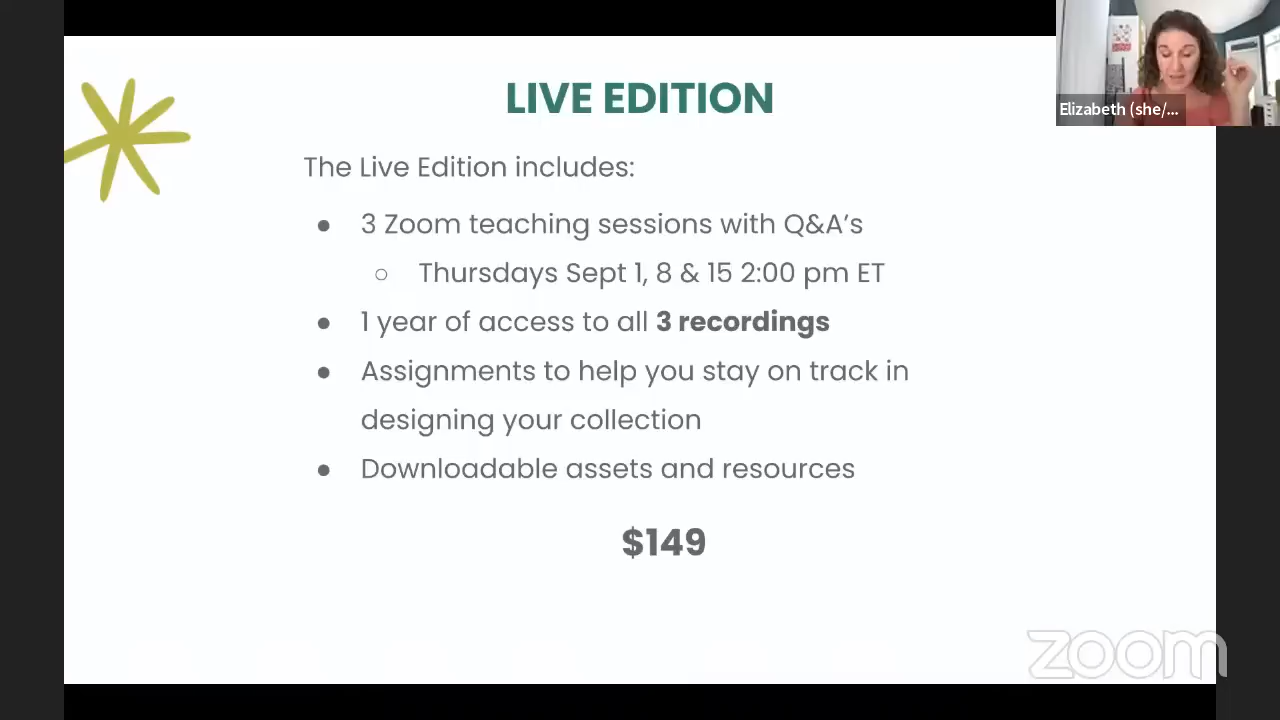 LIVE EDITION
Elizabeth (she/...
The Live Edition includes:
● 3 Zoom teaching sessions with Q&A’s
○ Thursdays Sept 1, 8 & 15 2:00 pm ET
● 1 year of access to all 3 recordings
● Assignments to help you stay on track in
designing your collection
● Downloadable assets and resources
$149
zoom